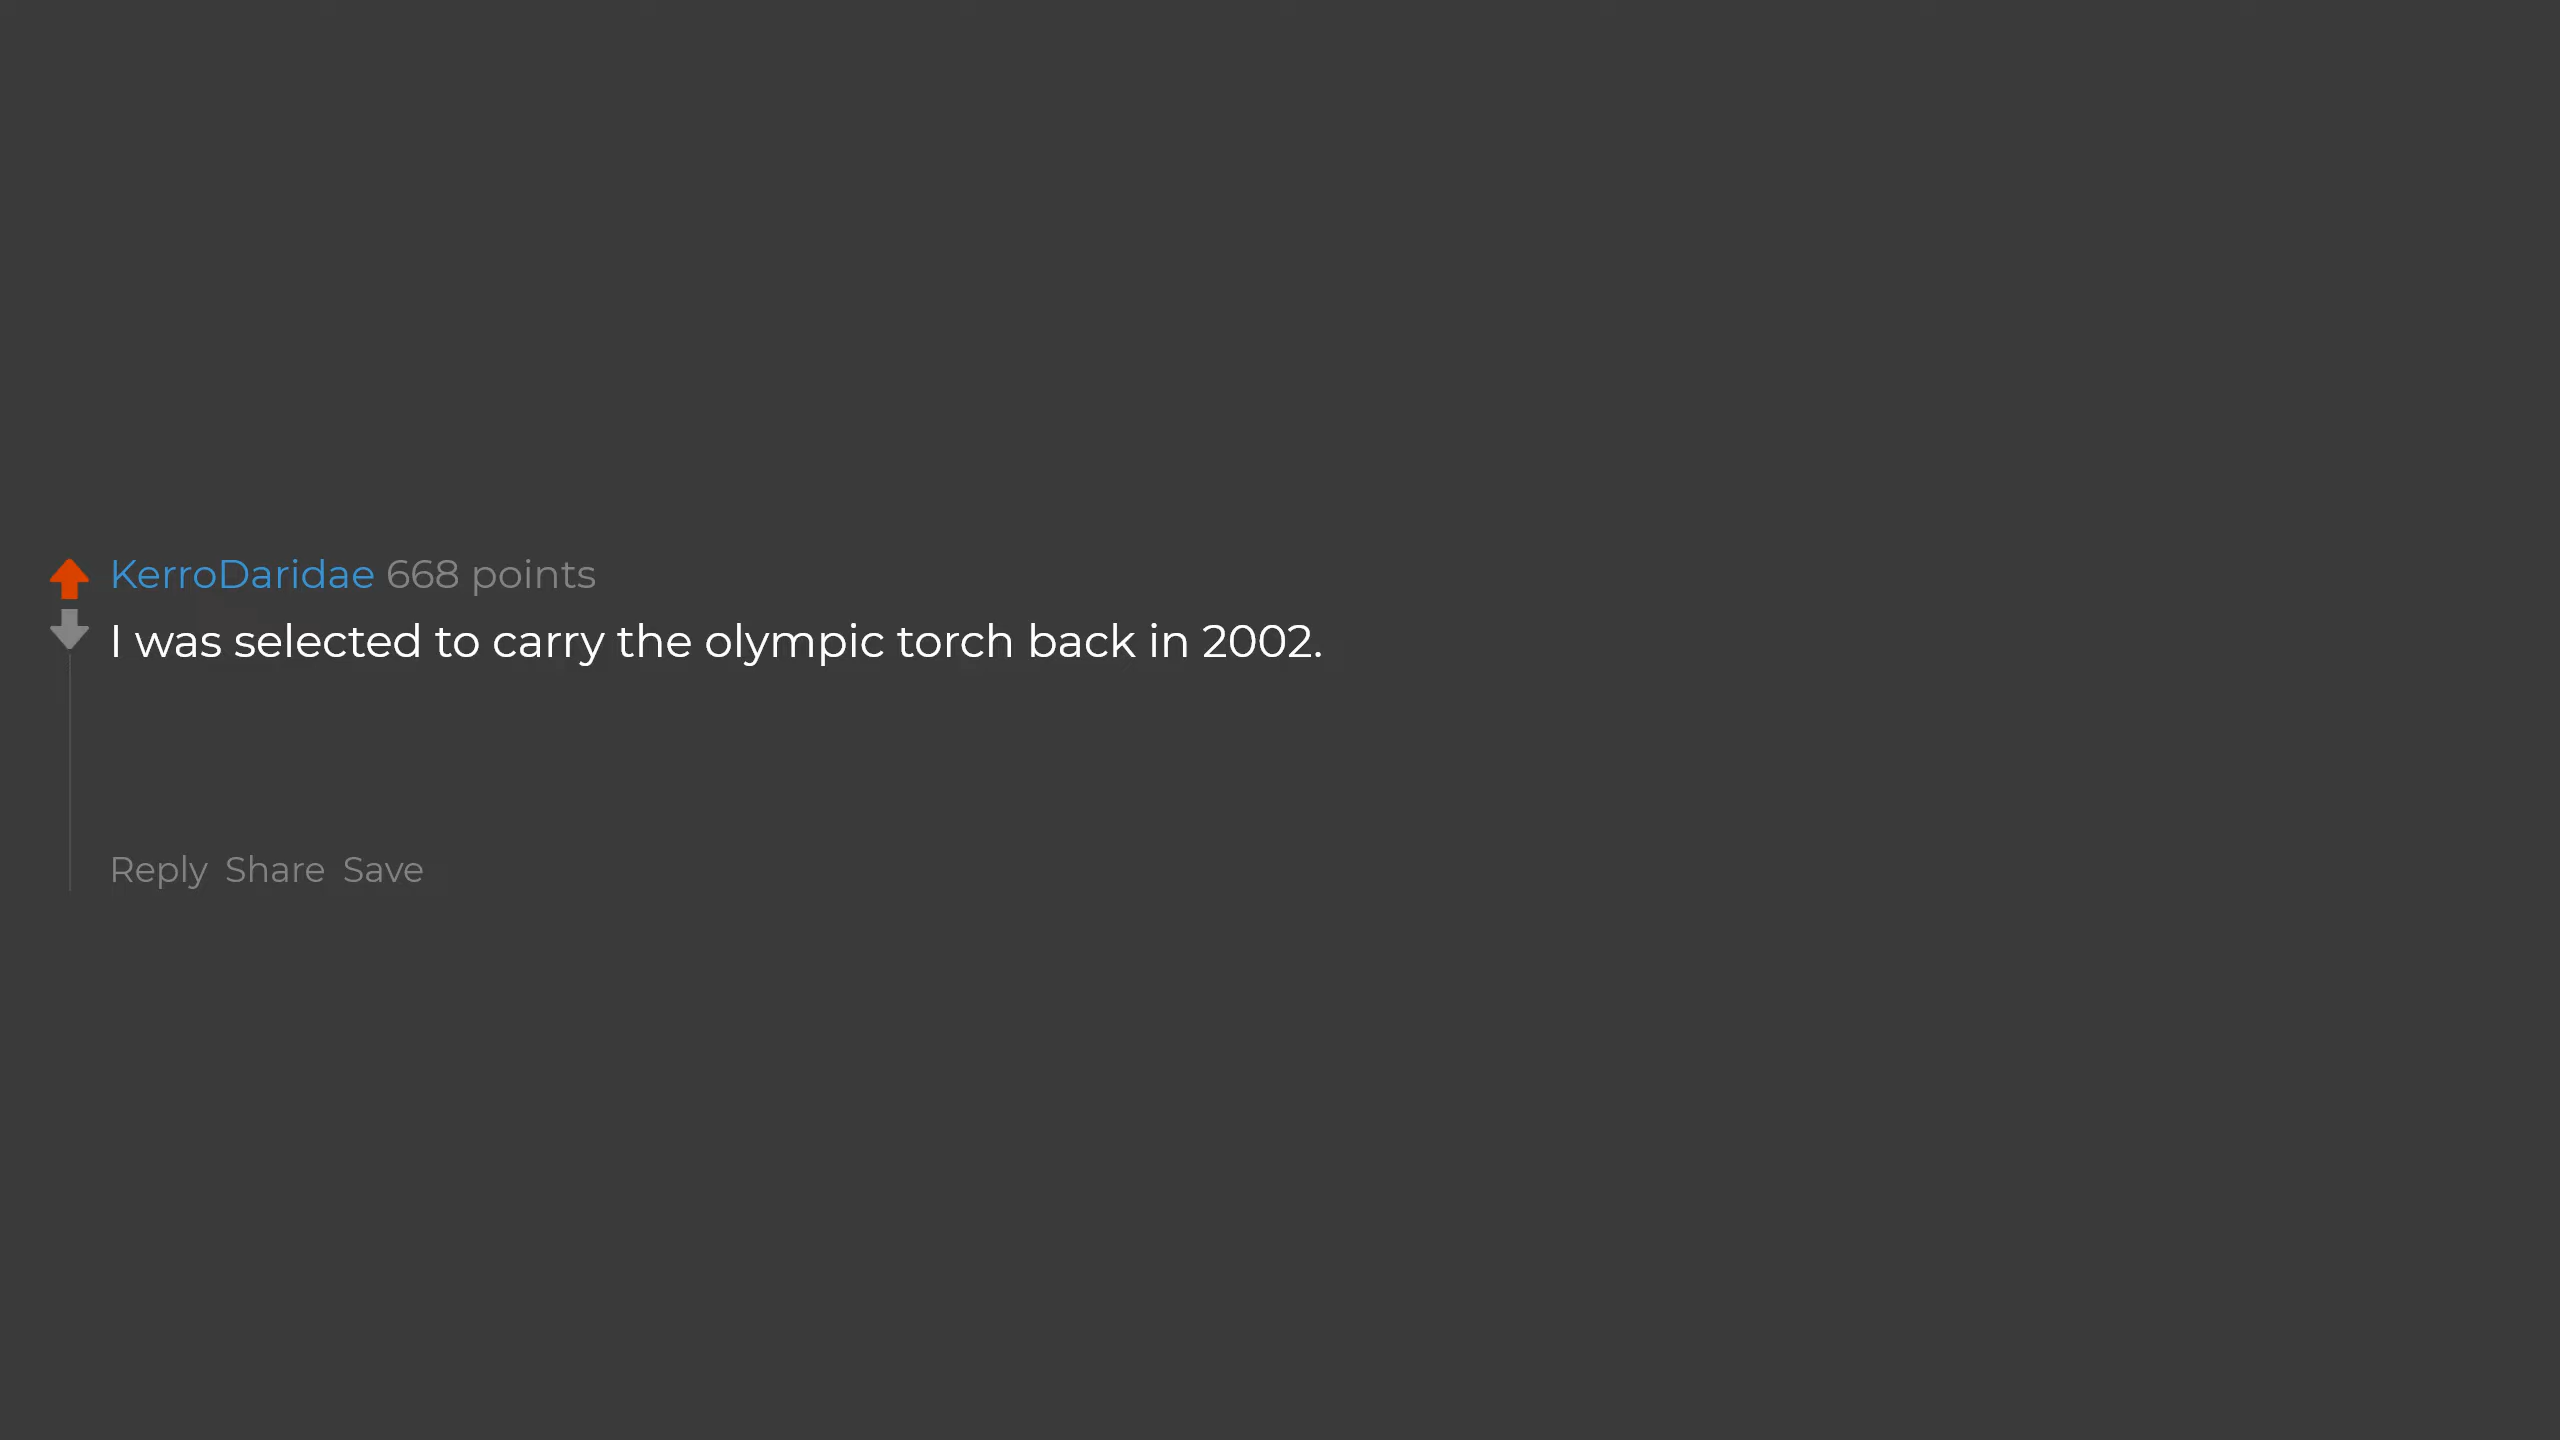 KerroDaridae 668 points
I was selected to carry the olympic torch back in 2002.
Reply Share Save